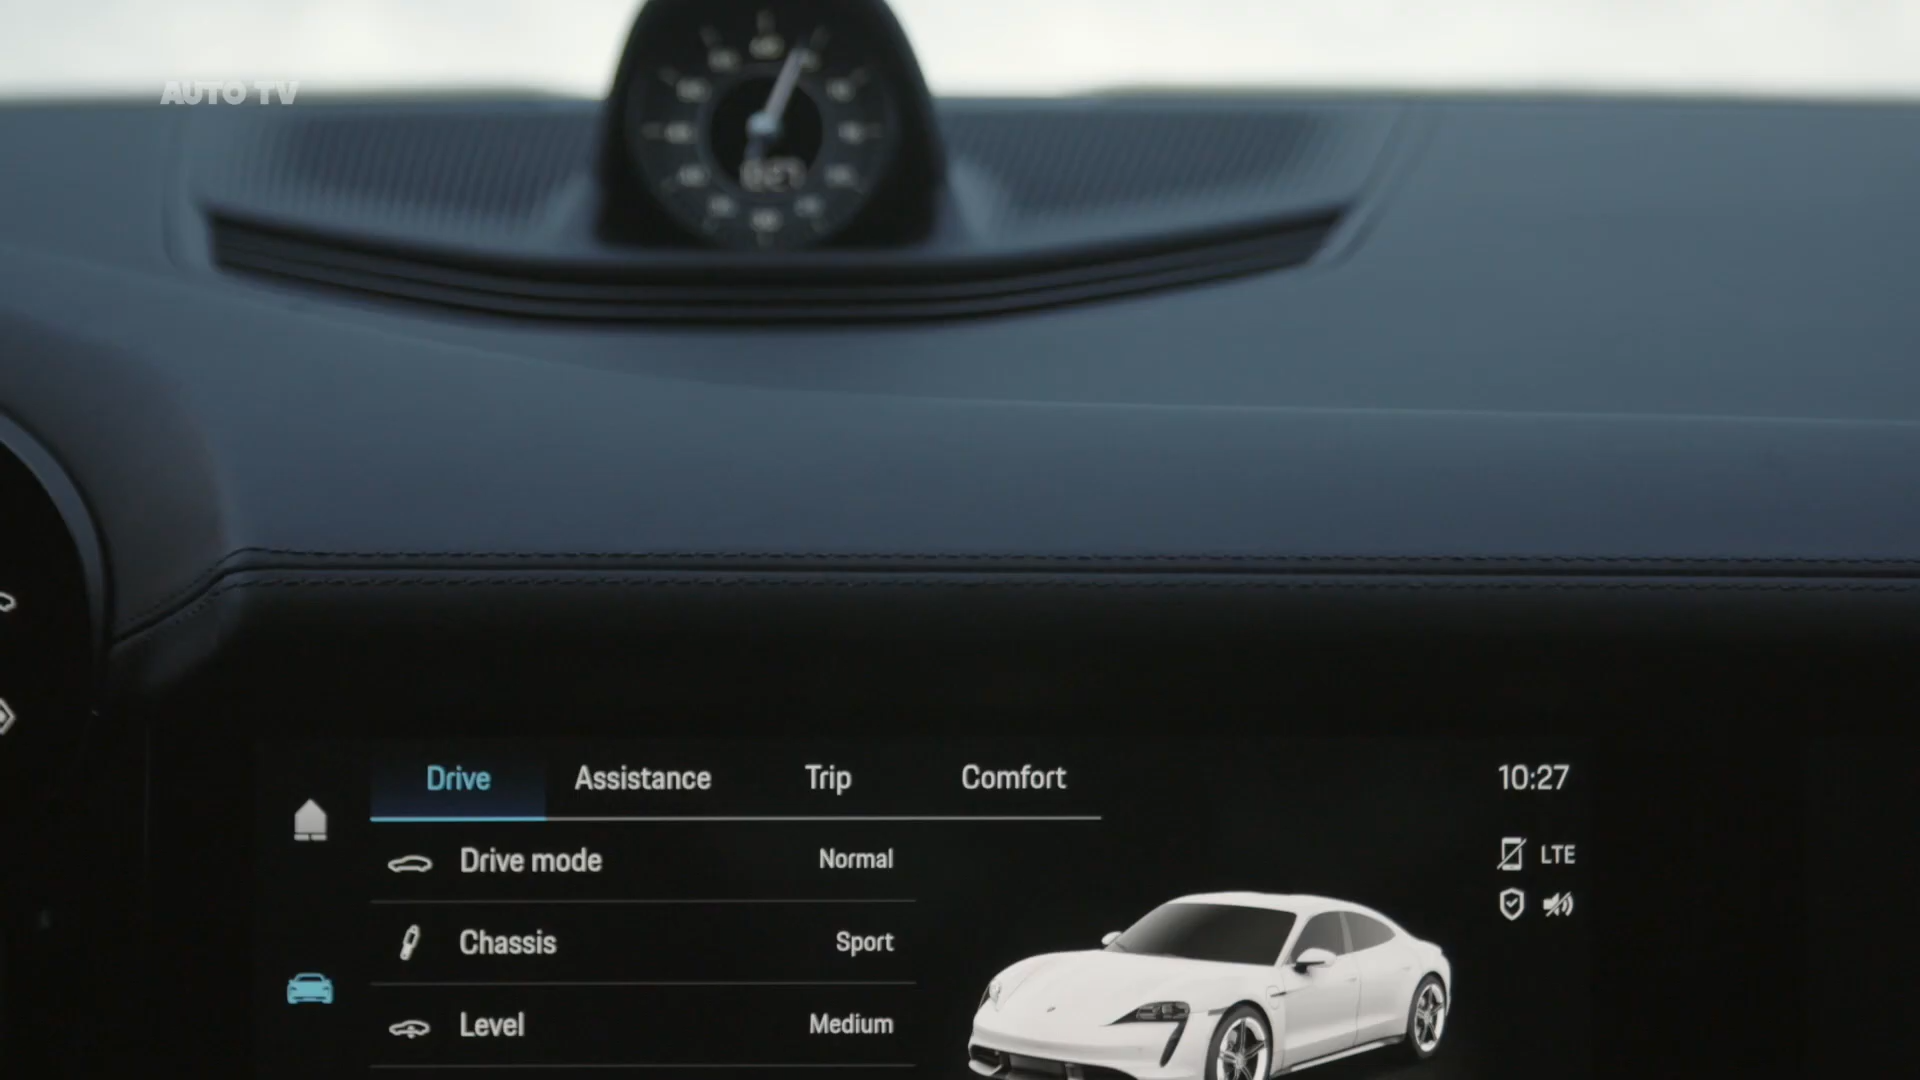 AUTO TV
Drive Assistance Trip Comfort 10:27
Drive mode Normal
LTE
Chassis Sport
Level Medium